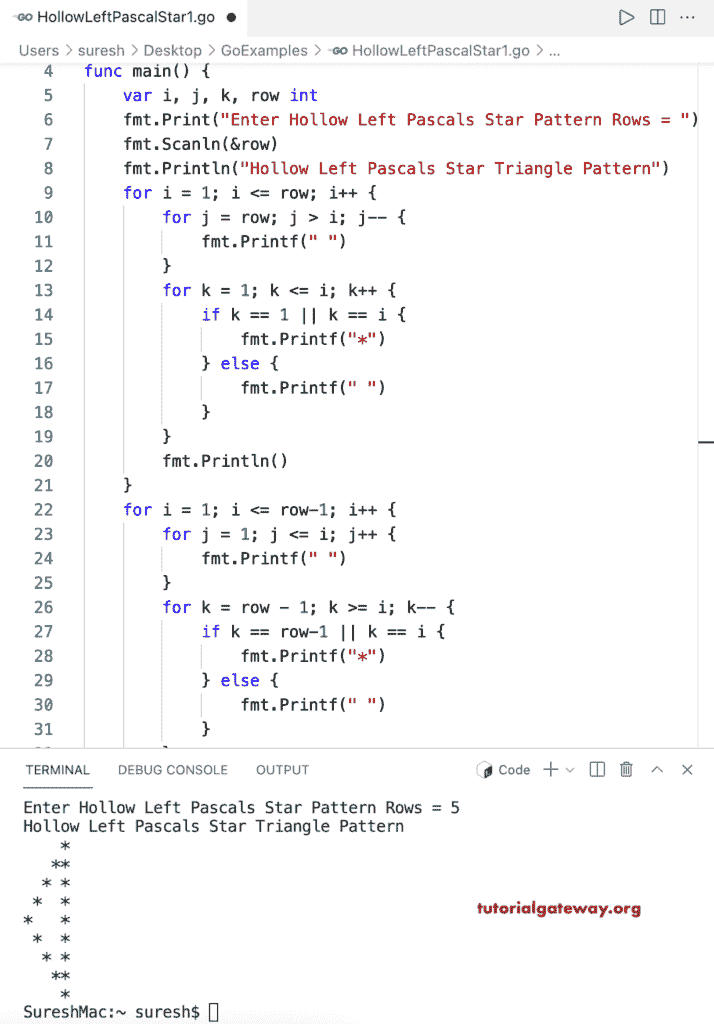 GO HollowLeftPascalStar1.go ● ...
Users > suresh > Desktop > GoExamples > GO HollowLeftPascalStar1.go > ...
4 func main() {
5     var i, j, k, row int
6     fmt.Print("Enter Hollow Left Pascals Star Pattern Rows = ")
7     fmt.Scanln(&row)
8     fmt.Println("Hollow Left Pascals Star Triangle Pattern")
9     for i = 1; i <= row; i++ {
10         for j = row; j > i; j-- {
11             fmt.Printf(" ")
12         }
13         for k = 1; k <= i; k++ {
14             if k == 1 || k == i {
15                 fmt.Printf("*")
16             } else {
17                 fmt.Printf(" ")
18             }
19         }
20         fmt.Println()
21     }
22     for i = 1; i <= row-1; i++ {
23         for j = 1; j <= i; j++ {
24             fmt.Printf(" ")
25         }
26         for k = row - 1; k >= i; k-- {
27             if k == row-1 || k == i {
28                 fmt.Printf("*")
29             } else {
30                 fmt.Printf(" ")
31             }
TERMINAL DEBUG CONSOLE OUTPUT Code
Enter Hollow Left Pascals Star Pattern Rows = 5
Hollow Left Pascals Star Triangle Pattern
    *
   **
  * *
 *  *
*   *
 *  *
  * *
   **
    *
tutorialgateway.org
SureshMac:~ suresh$